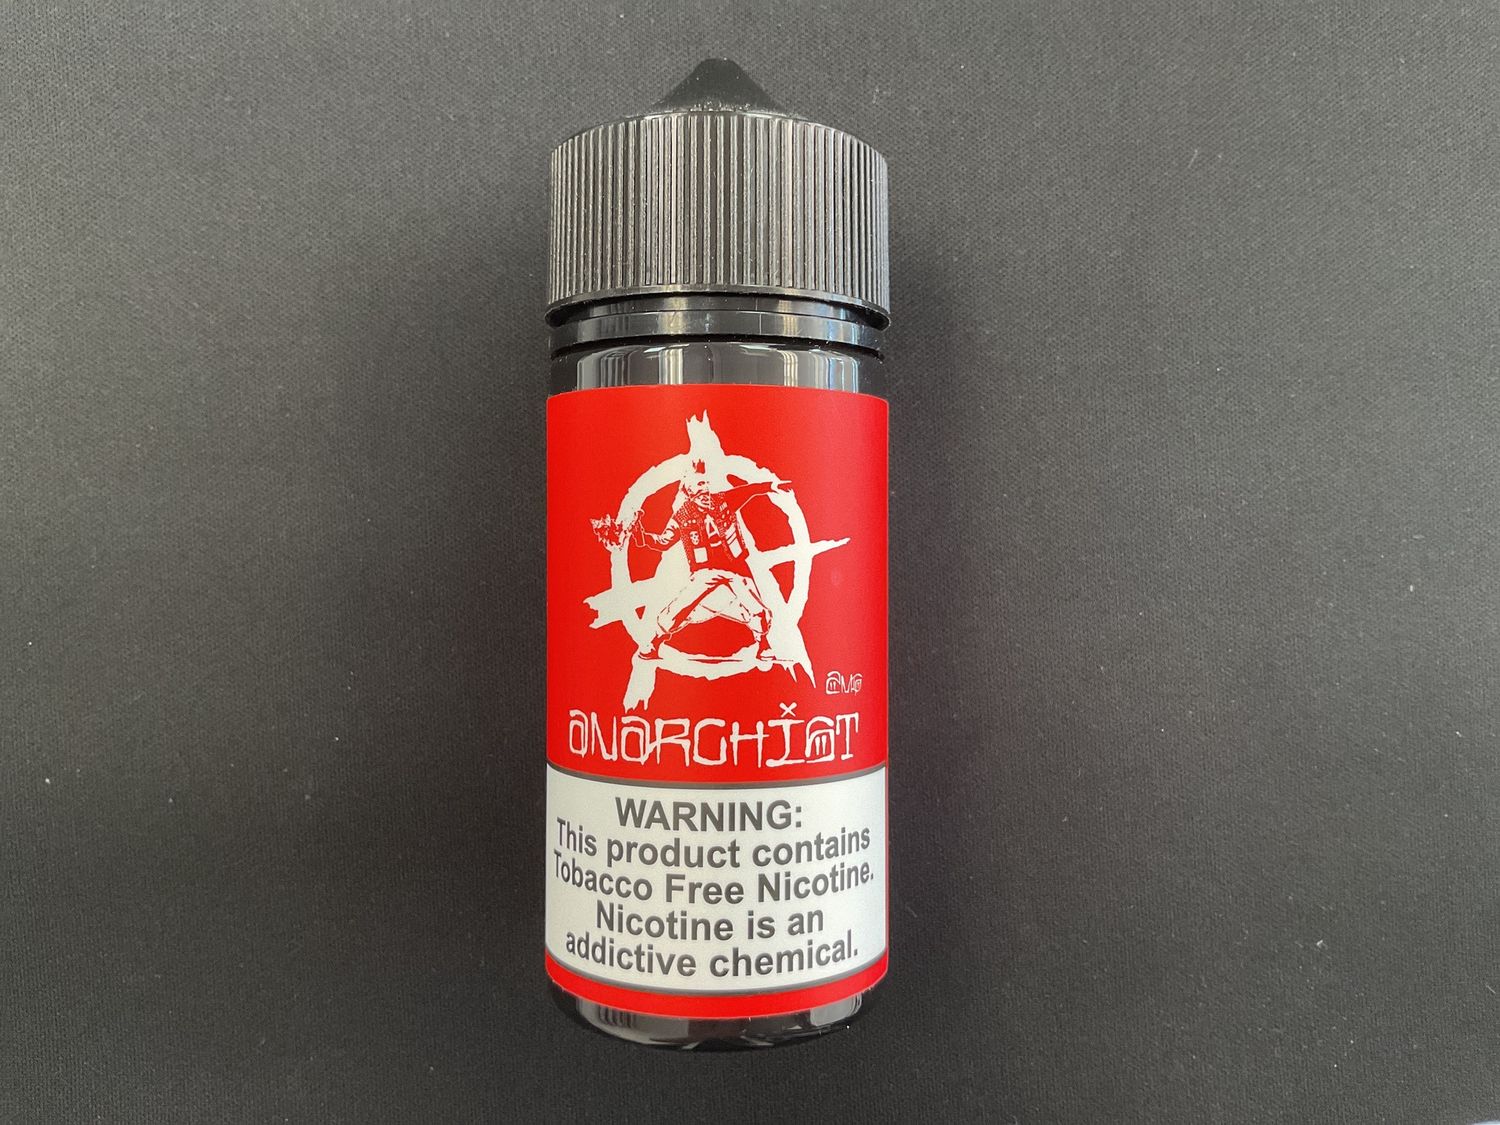 ANARCHIST
WARNING:
This product contains
Tobacco Free Nicotine.
Nicotine is an
addictive chemical.